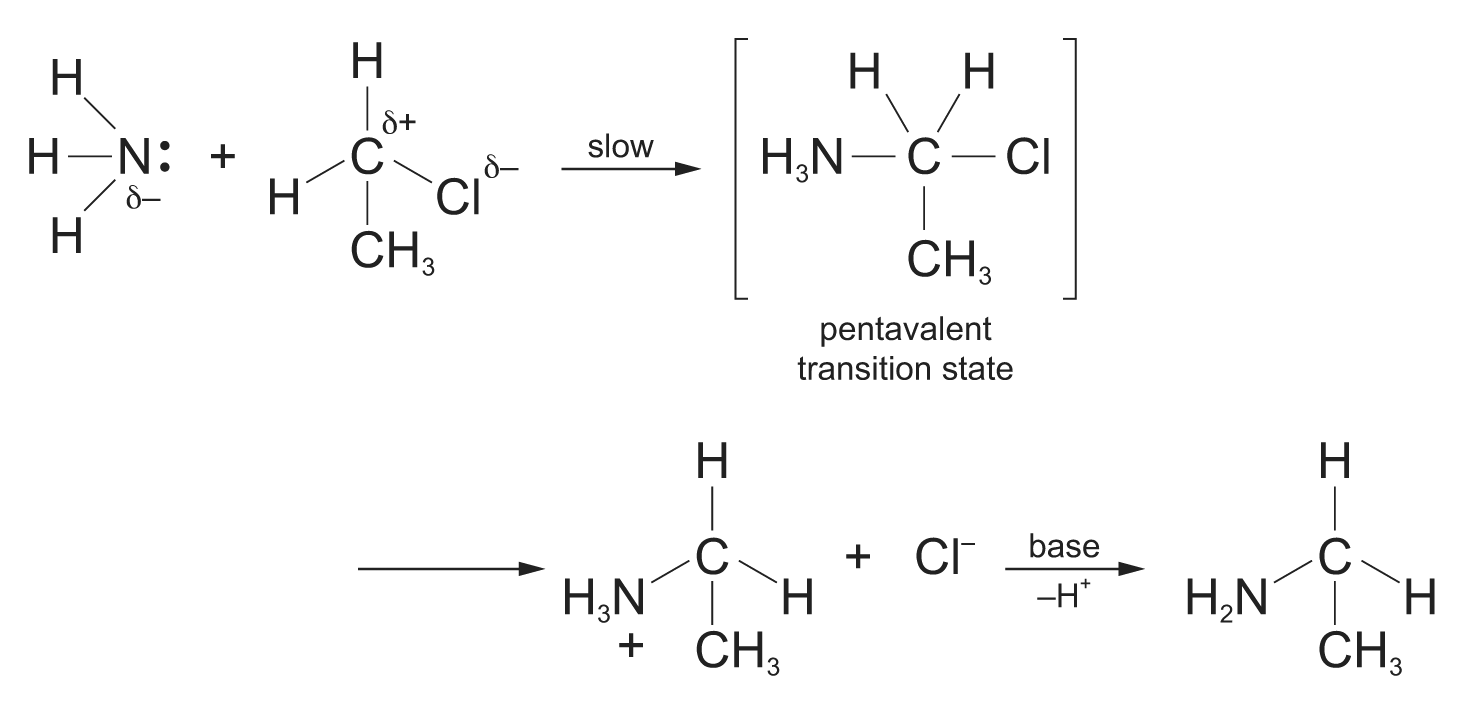 H
H
N:
δ–
H
+
H
δ+
C
H
Cl
δ–
CH₃
slow
H
H
H₃N
C
Cl
CH₃
pentavalent
transition state
H
C
H₃N
+
H
CH₃
+
Cl⁻
base
–H⁺
H
C
H₂N
H
CH₃